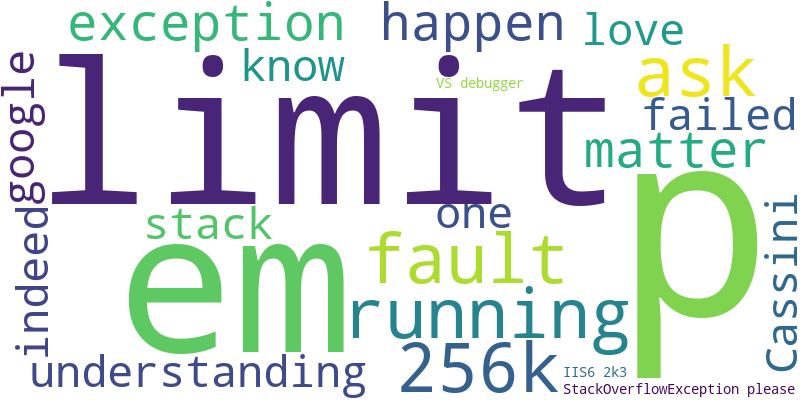 exception
happen
love
know
VS debugger
ask
google
limit
failed
matter
p
indeed
stack
one
em
fault
Cassini
running
understanding
256k
IIS6 2k3
StackOverflowException please